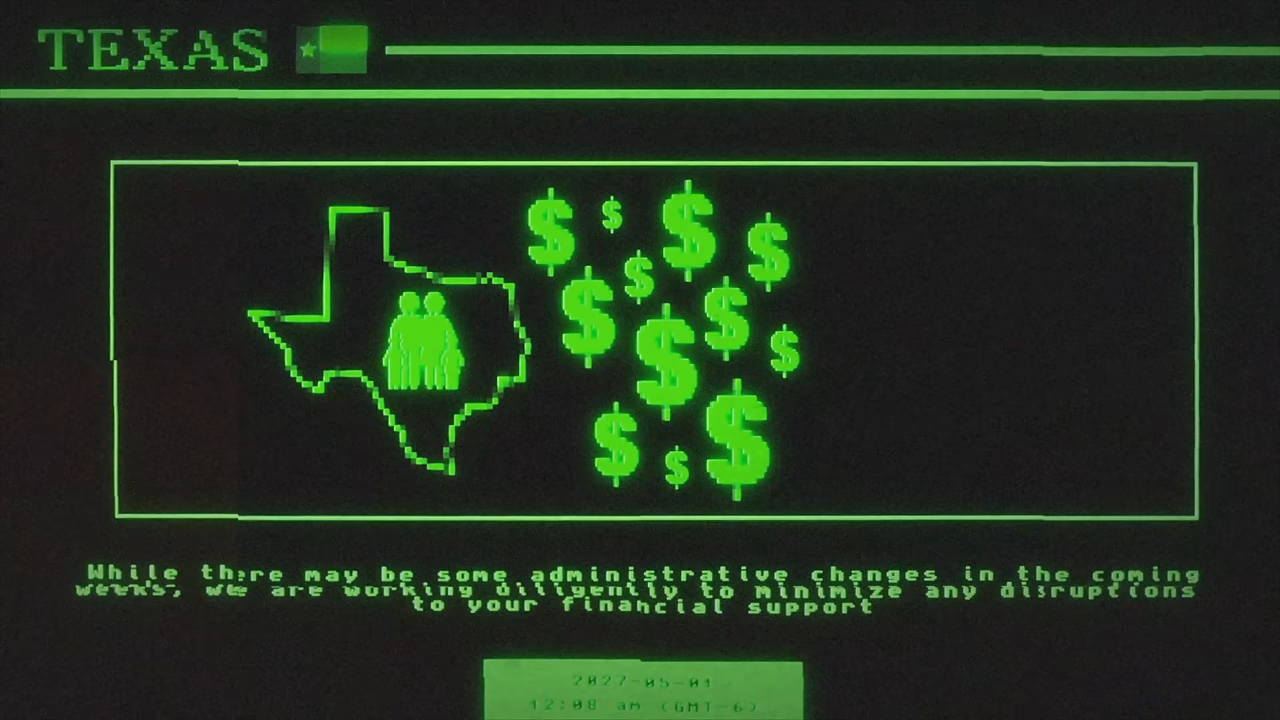 TEXAS
While there may be some administrative changes in the coming
weeks, we are working diligently to minimize any disruptions
to your financial support
2027-05-01
12:08 am (GMT-6)